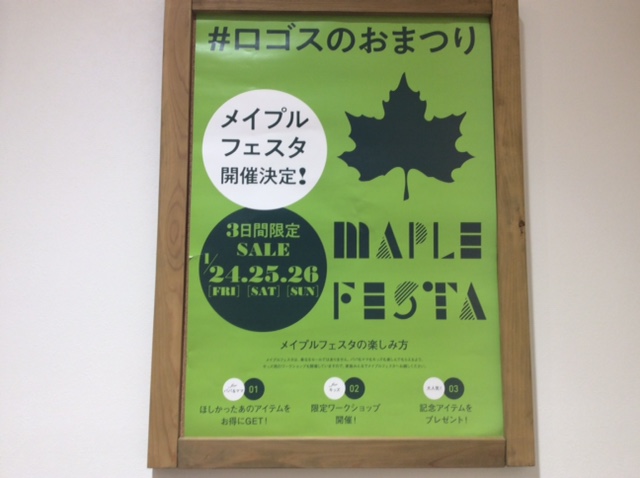 #ロゴスのおまつり
メイプル
フェスタ
開催決定!
3日間限定
SALE
1/24.25.26
[FRI] [SAT] [SUN]
MAPLE
FESTA
メイプルフェスタの楽しみ方
01
ほしかったあのアイテムを
お得にGET!
02
限定ワークショップ
開催!
大人気!
03
記念アイテムを
プレゼント!